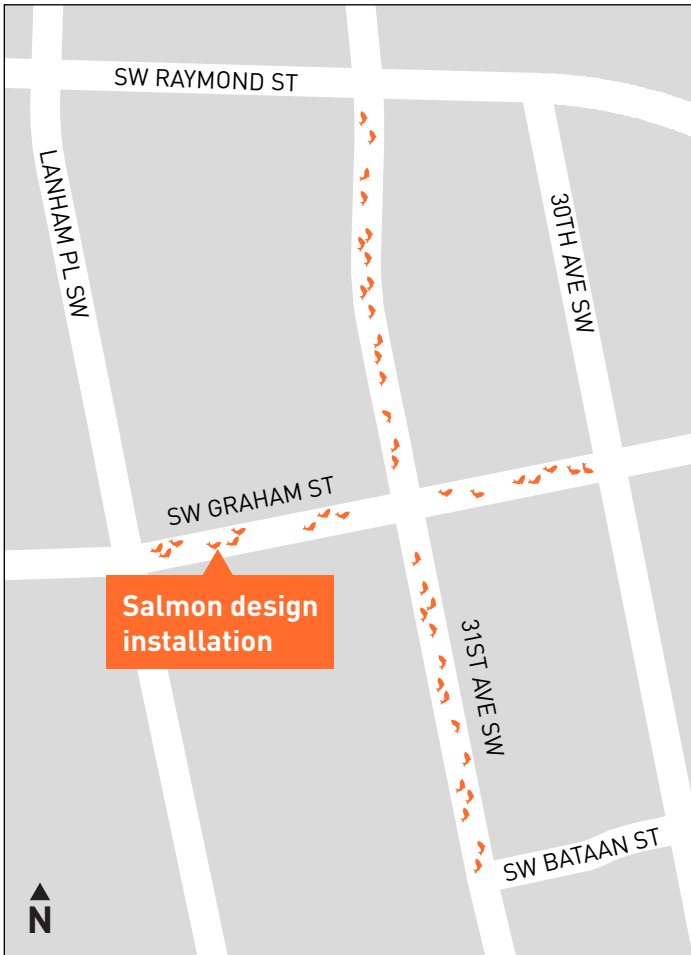 SW RAYMOND ST
LANHAM PL SW
30TH AVE SW
SW GRAHAM ST
Salmon design
installation
31ST AVE SW
SW BATAAN ST
N